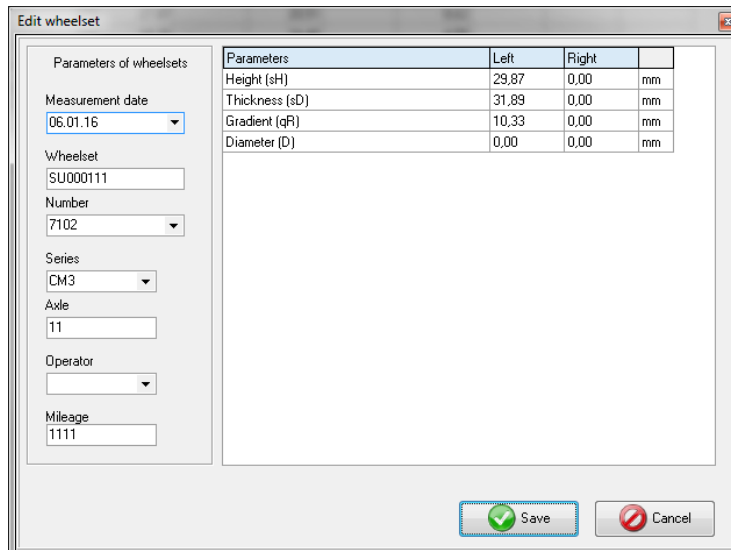 Edit wheelset
Parameters of wheelsets
Measurement date
06.01.16
Wheelset
SU000111
Number
7102
Series
CM3
Axle
11
Operator
Mileage
1111
Parameters Left Right
Height (sH) 29,87 0,00 mm
Thickness (sD) 31,89 0,00 mm
Gradient (qR) 10,33 0,00 mm
Diameter (D) 0,00 0,00 mm
Save Cancel